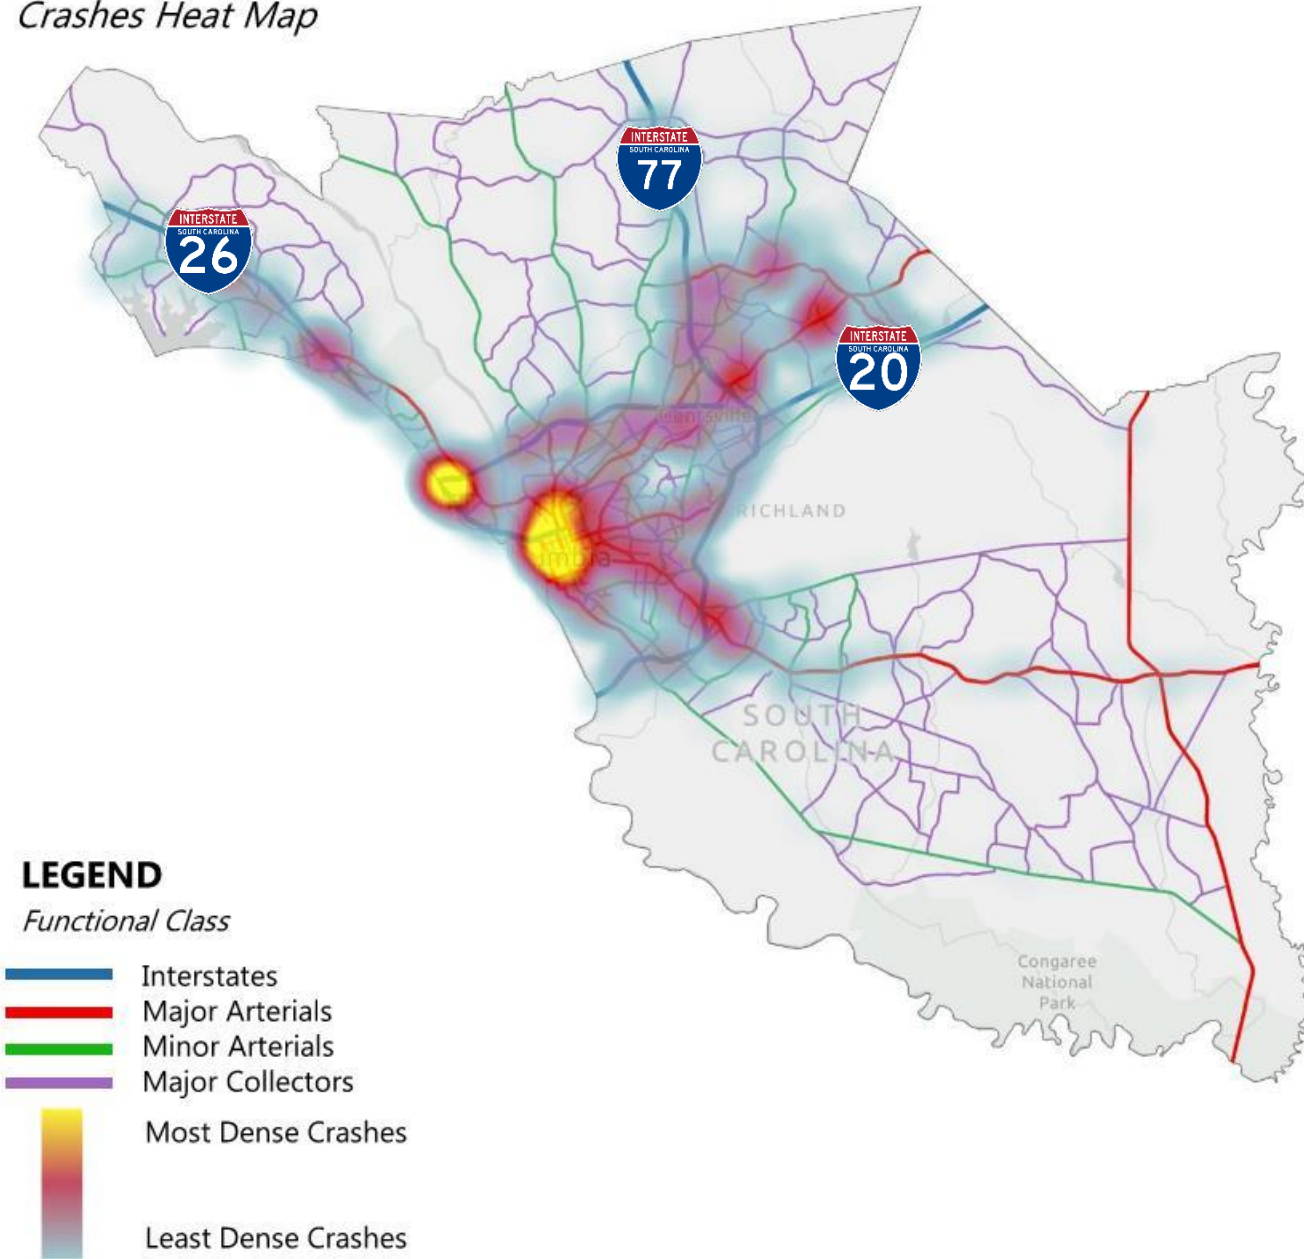 Crashes Heat Map
INTERSTATE
SOUTH CAROLINA
77
INTERSTATE
SOUTH CAROLINA
26
INTERSTATE
SOUTH CAROLINA
20
RICHLAND
SOUTH
CAROLINA
LEGEND
Functional Class
Interstates
Major Arterials
Minor Arterials
Major Collectors
Most Dense Crashes
Least Dense Crashes
Congaree
National
Park